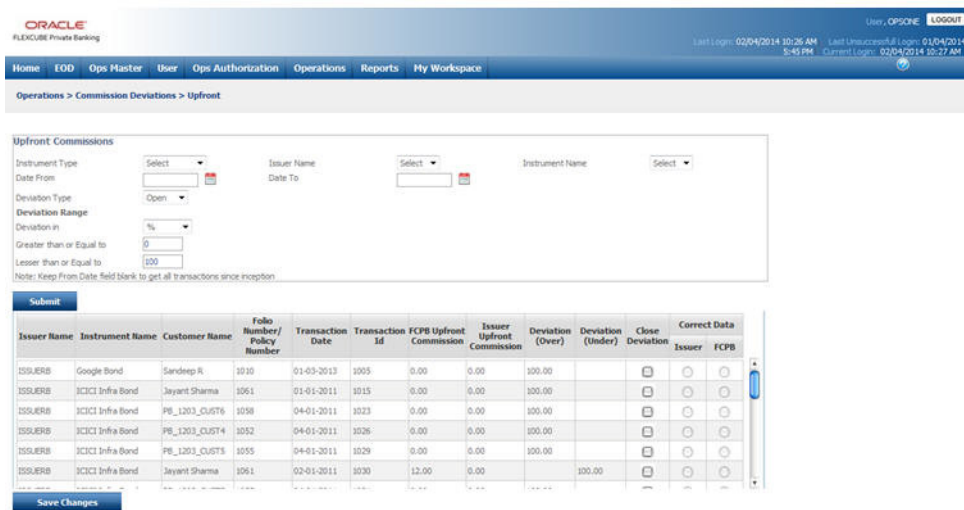 ORACLE
FLEXCUBE Private Banking
User, OPSONE LOGOUT
Last Login: 02/04/2014 10:26 AM Last Unsuccessful Login: 01/04/2014
5:45 PM Current Login: 02/04/2014 10:27 AM
Home EOD Ops Master User Ops Authorization Operations Reports My Workspace
Operations > Commission Deviations > Upfront
Upfront Commissions
Instrument Type Select Issuer Name Select Instrument Name Select
Date From Date To
Deviation Type Open
Deviation Range
Deviation in %
Greater than or Equal to 0
Lesser than or Equal to 100
Note: Keep From Date field blank to get all transactions since inception
Submit
Issuer Name Instrument Name Customer Name Folio Number/ Policy Number Transaction Date Transaction Id FCPB Upfront Commission Issuer Upfront Commission Deviation (Over) Deviation (Under) Close Deviation Correct Data Issuer FCPB
ISSUERB Google Bond Sandeep R 1010 01-03-2013 1005 0.00 0.00 100.00
ISSUERB ICICI Infra Bond Jayant Sharma 1061 01-01-2011 1015 0.00 0.00 100.00
ISSUERB ICICI Infra Bond PB_1203_CUST6 1058 04-01-2011 1023 0.00 0.00 100.00
ISSUERB ICICI Infra Bond PB_1203_CUST4 1052 04-01-2011 1026 0.00 0.00 100.00
ISSUERB ICICI Infra Bond PB_1203_CUST5 1055 04-01-2011 1029 0.00 0.00 100.00
ISSUERB ICICI Infra Bond Jayant Sharma 1061 02-01-2011 1030 12.00 0.00 100.00
Save Changes